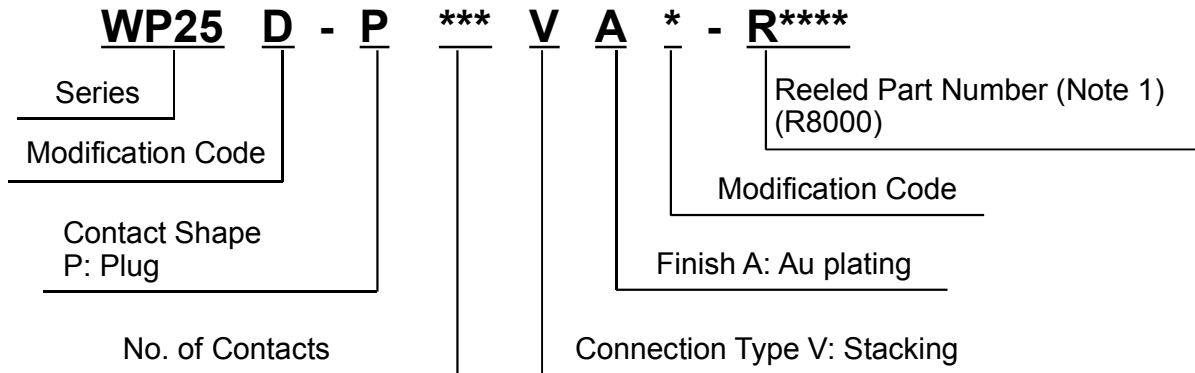 WP25 D - P *** V A * - R****
Series
Reeled Part Number (Note 1)
(R8000)
Modification Code
Modification Code
Contact Shape
P: Plug
Finish A: Au plating
No. of Contacts
Connection Type V: Stacking